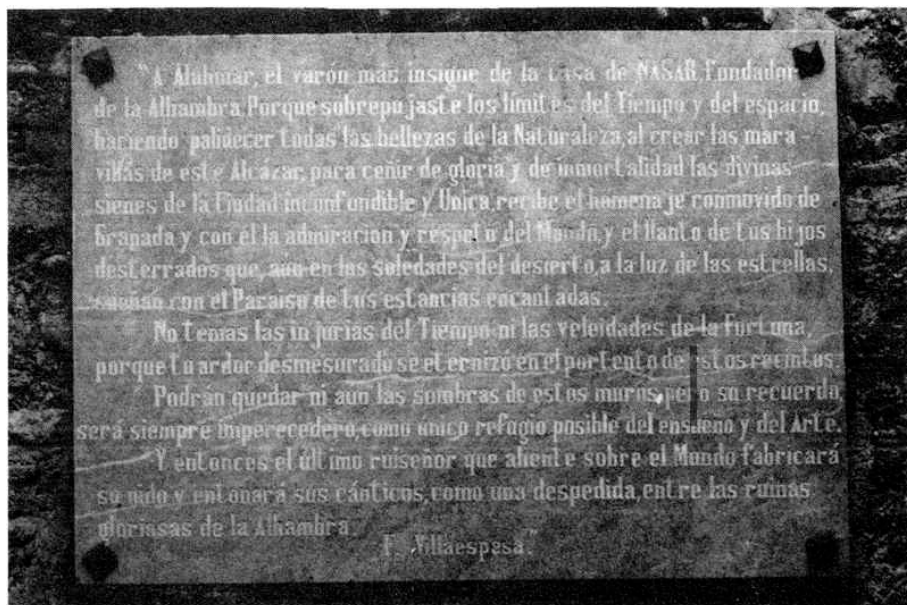 "A Alahmar, el varón mas insigne de la Casa de NASAR, Fundador
de la Alhambra. Porque sobrepujaste los límites del Tiempo y del espacio,
haciendo palidecer todas las bellezas de la Naturaleza, al crear las mara-
villas de este Alcázar, para ceñir de gloria y de inmortalidad las divinas
sienes de la Ciudad inconfundible y Unica, recibe el homenaje conmovido de
Granada y con él la admiracion y respeto del Mundo, y el llanto de tus hijos
desterrados que, aún en las soledades del desierto, a la luz de las estrellas,
sueñan con el Paraiso de tus estancias encantadas.
No temas las injurias del Tiempo ni las veleidades de la Fortuna,
porque tu ardor desmesurado se eternizó en el portento de estos recintos.
Podrán quedar ni aun las sombras de estos muros, pero su recuerdo,
será siempre imperecedero, como único refugio posible del ensueño y del Arte.
Y entonces el último ruiseñor que aliente sobre el Mundo fabricará
su nido y entonará sus cánticos, como una despedida, entre las ruinas
gloriosas de la Alhambra.
F. Villaespesa."